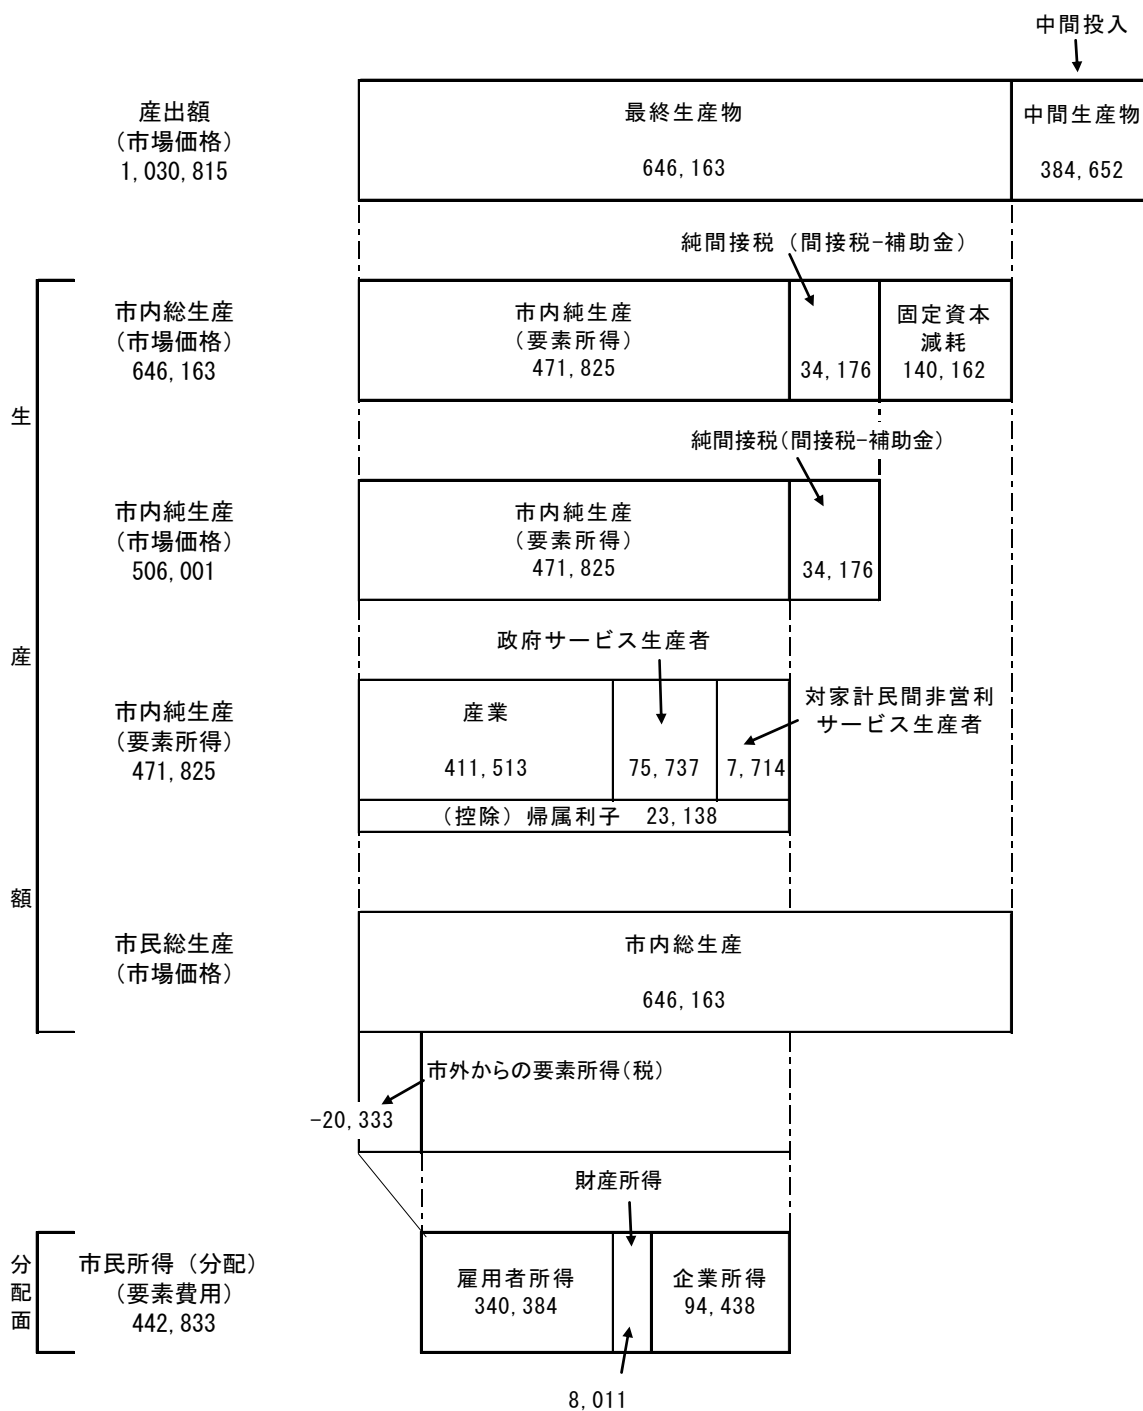 中間投入
産出額
（市場価格）
1,030,815
最終生産物
646,163
中間生産物
384,652
純間接税（間接税-補助金）
市内総生産
（市場価格）
646,163
市内純生産
（要素所得）
471,825
34,176
固定資本
減耗
140,162
純間接税（間接税-補助金）
市内純生産
（市場価格）
506,001
市内純生産
（要素所得）
471,825
34,176
政府サービス生産者
市内純生産
（要素所得）
471,825
産業
411,513
75,737
7,714
対家計民間非営利
サービス生産者
（控除）帰属利子 23,138
生
産
額
市民総生産
（市場価格）
市内総生産
646,163
市外からの要素所得（税）
-20,333
財産所得
分
配
面
市民所得（分配）
（要素費用）
442,833
雇用者所得
340,384
企業所得
94,438
8,011